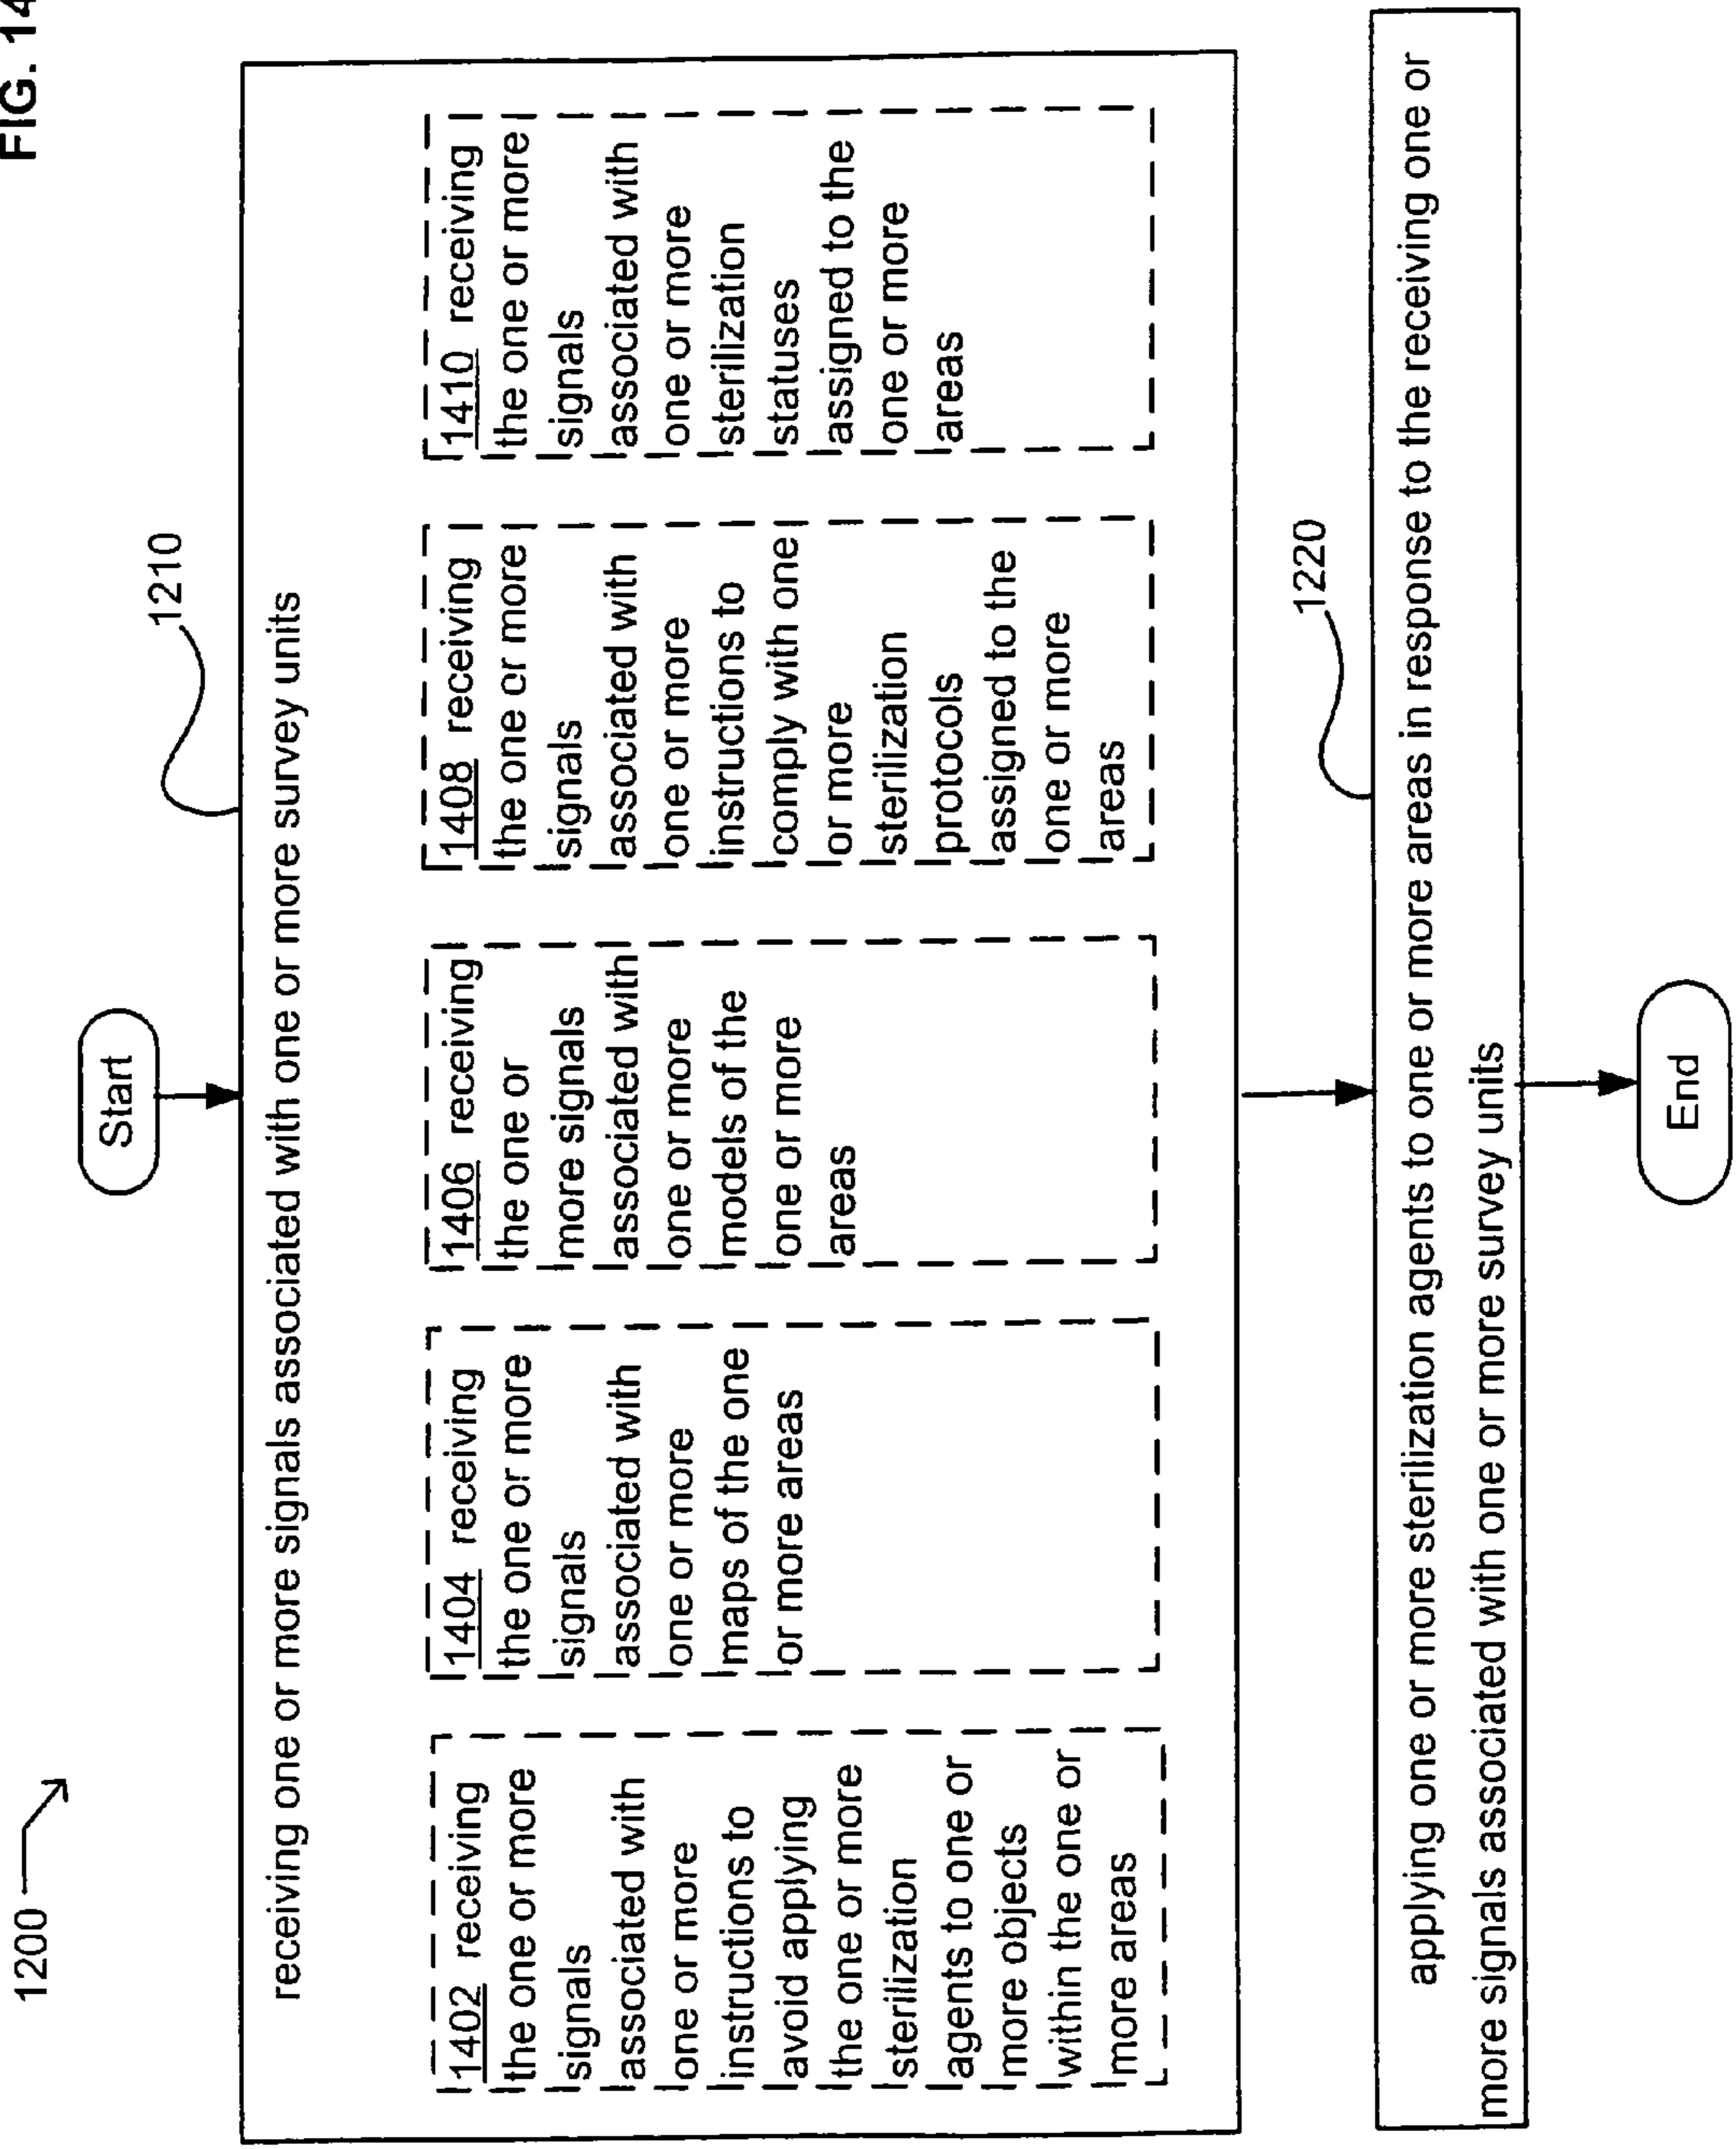 FIG. 14
1200
Start
1210
receiving one or more signals associated with one or more survey units
1402 receiving
the one or more
signals
associated with
one or more
instructions to
avoid applying
the one or more
sterilization
agents to one or
more objects
within the one or
more areas
1404 receiving
the one or more
signals
associated with
one or more
maps of the one
or more areas
1406 receiving
the one or
more signals
associated with
one or more
models of the
one or more
areas
1408 receiving
the one or more
signals
associated with
one or more
instructions to
comply with one
or more
sterilization
protocols
assigned to the
one or more
areas
1410 receiving
the one or more
signals
associated with
one or more
sterilization
statuses
assigned to the
one or more
areas
1220
applying one or more sterilization agents to one or more areas in response to the receiving one or
more signals associated with one or more survey units
End